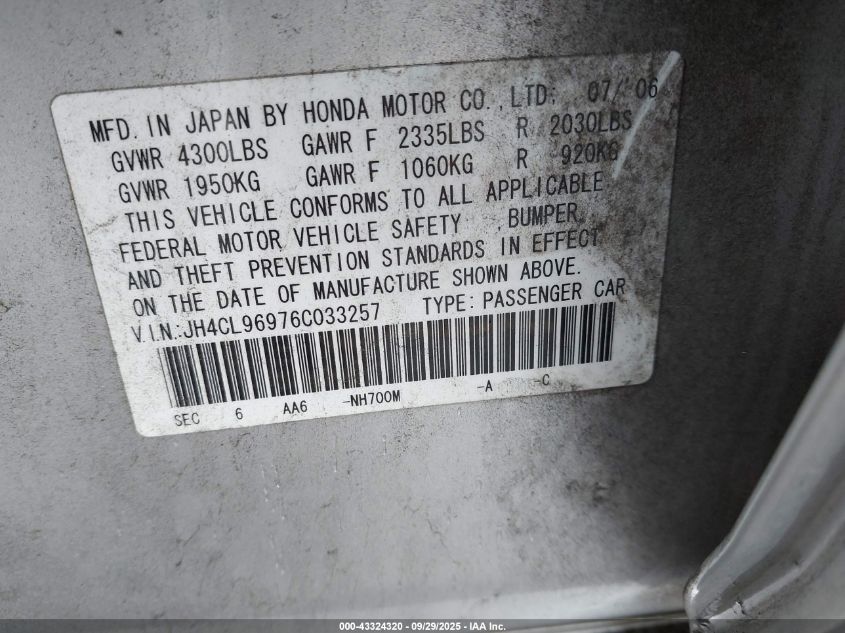 MFD. IN JAPAN BY HONDA MOTOR CO., LTD; 07/'06
GVWR 4300LBS GAWR F 2335LBS R 2030LBS
GVWR 1950KG GAWR F 1060KG R 920KG
THIS VEHICLE CONFORMS TO ALL APPLICABLE
FEDERAL MOTOR VEHICLE SAFETY ,BUMPER,
AND THEFT PREVENTION STANDARDS IN EFFECT
ON THE DATE OF MANUFACTURE SHOWN ABOVE.
V.I.N.:JH4CL96976C033257 TYPE: PASSENGER CAR
SEC 6 AA6 -NH700M -A -C
000-43324320 - 09/29/2025 - IAA Inc.